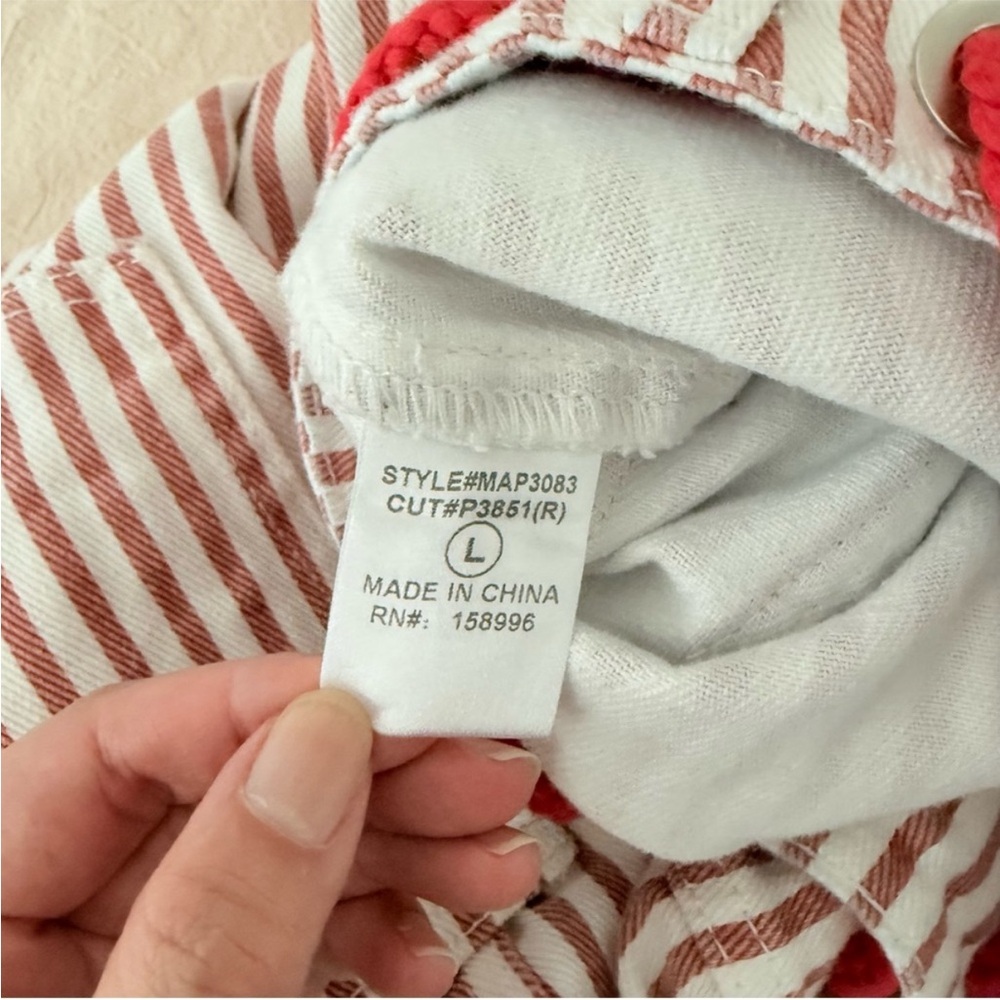 STYLE#MAP3083
CUT#P3851(R)
L
MADE IN CHINA
RN#: 158996